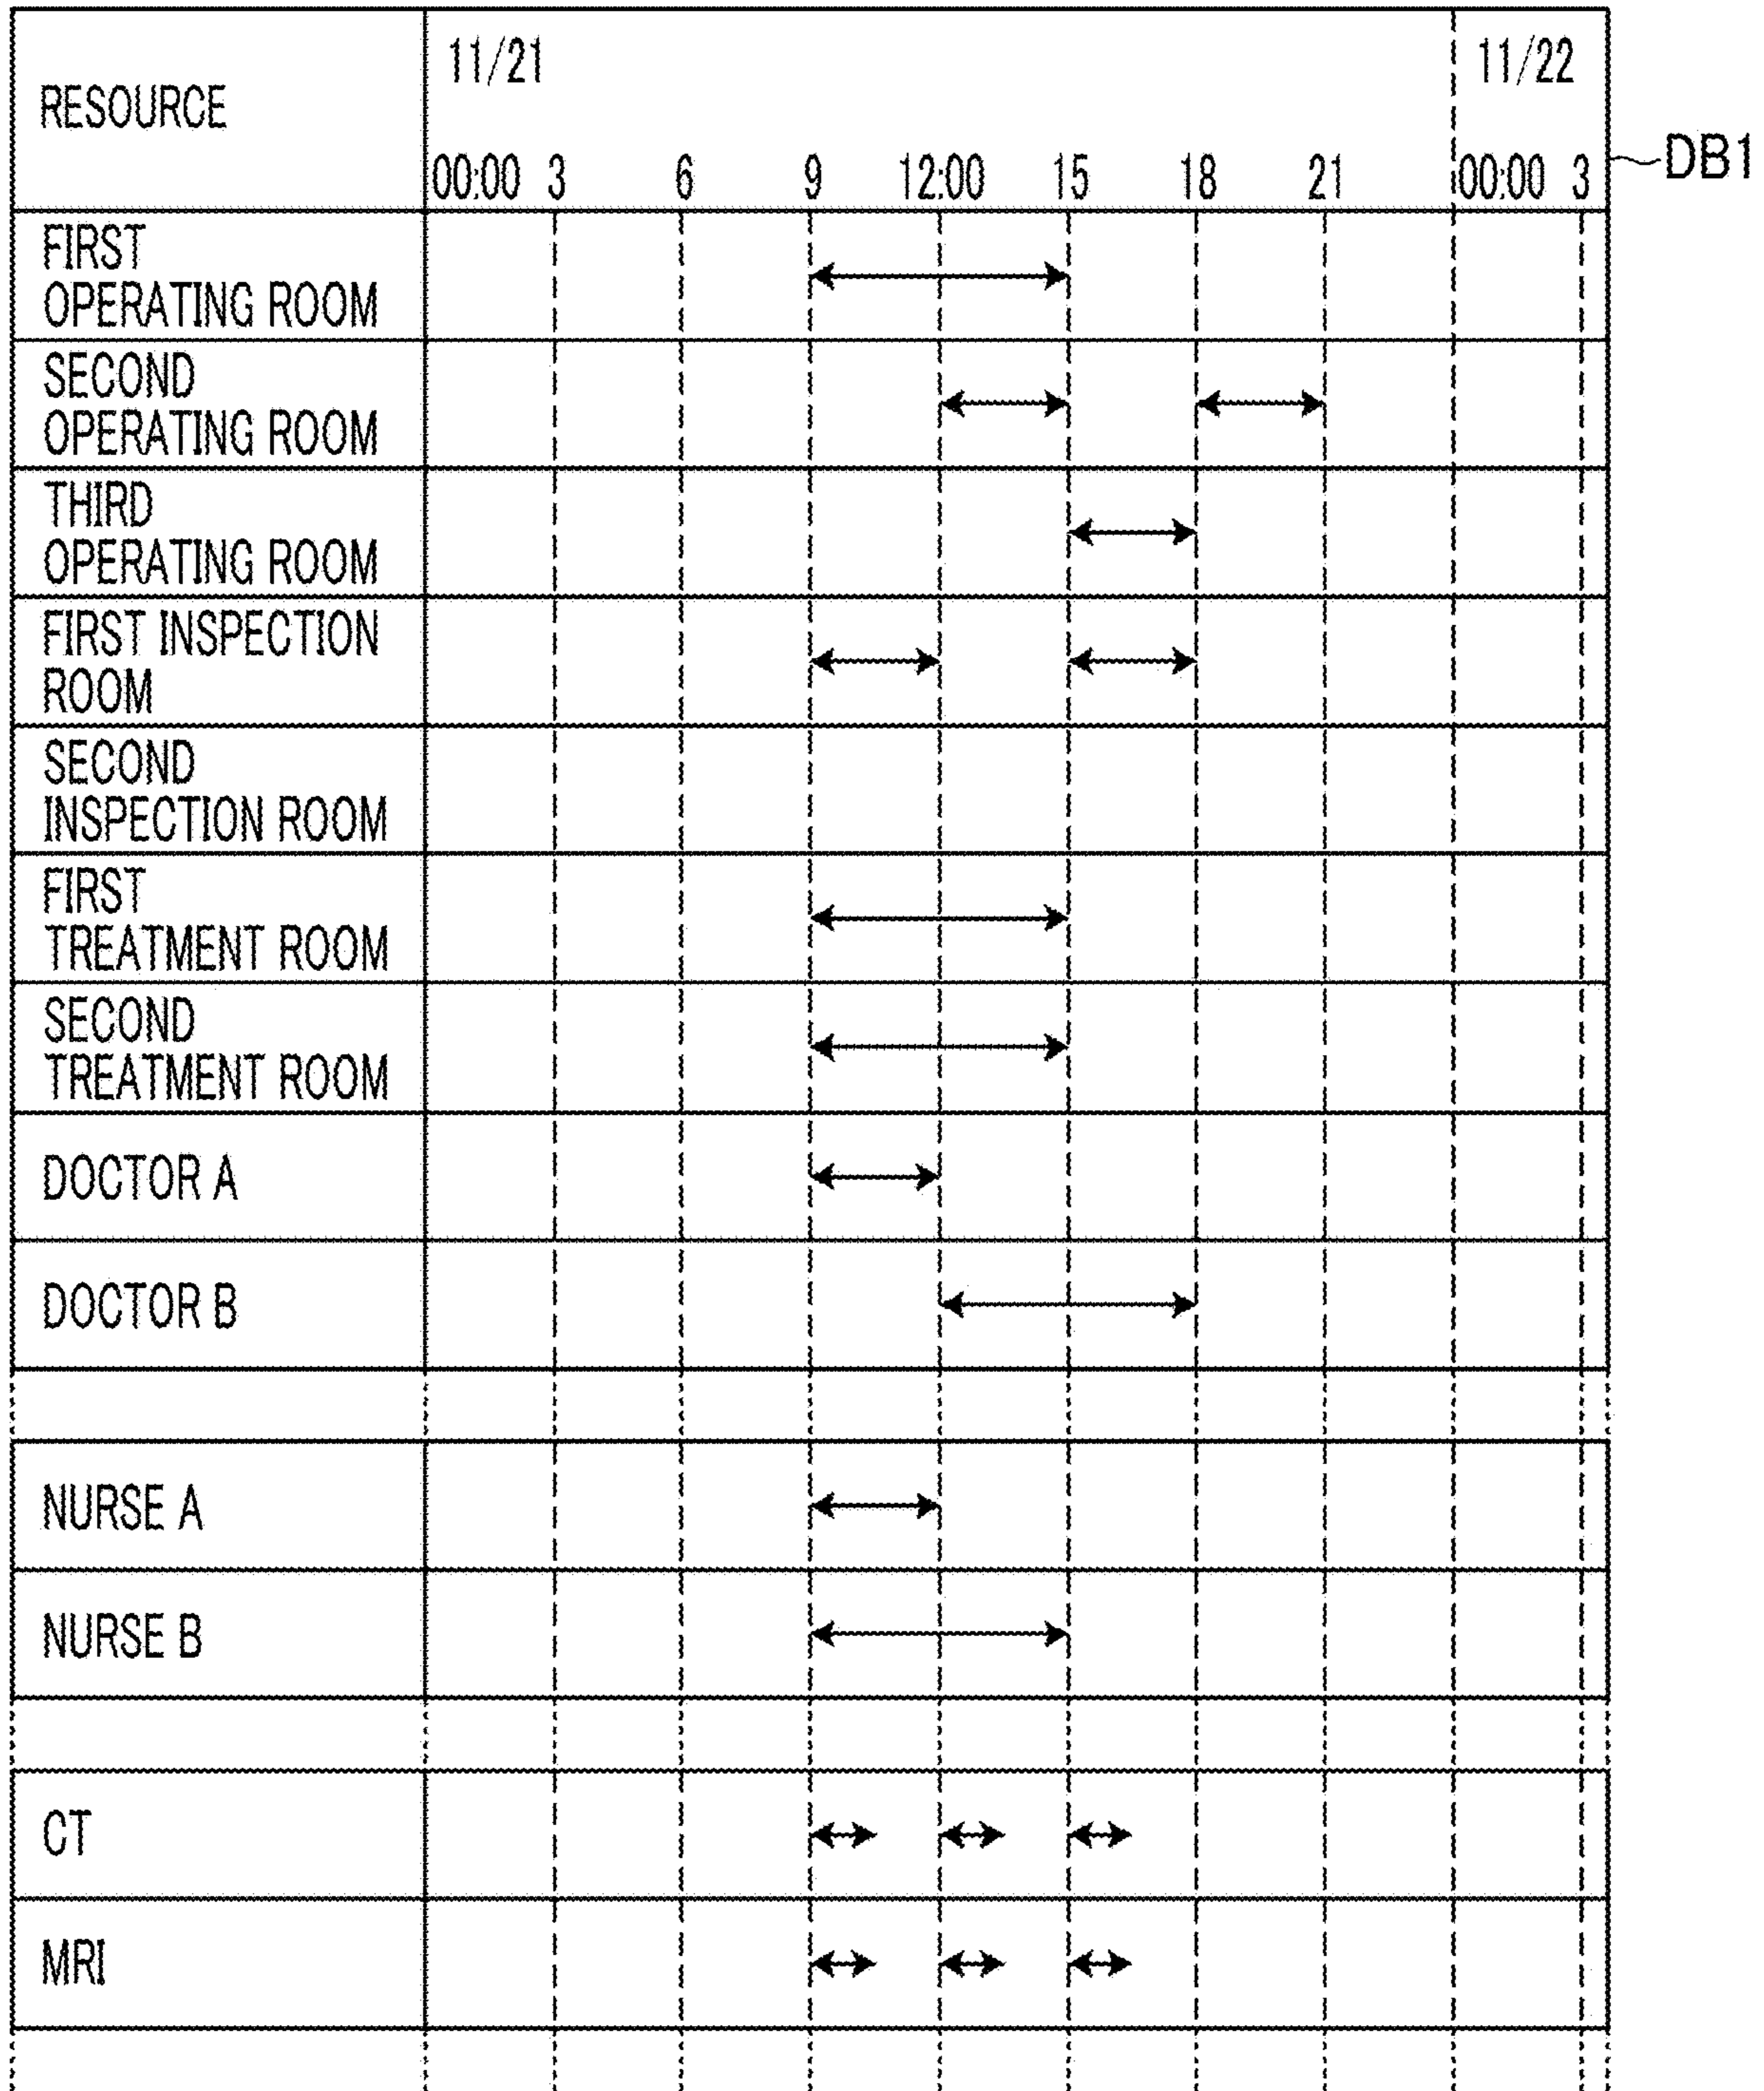 11/21
11/22
RESOURCE
00:00 3 6 9 12:00 15 18 21 00:00 3
DB1
FIRST
OPERATING ROOM
SECOND
OPERATING ROOM
THIRD
OPERATING ROOM
FIRST INSPECTION
ROOM
SECOND
INSPECTION ROOM
FIRST
TREATMENT ROOM
SECOND
TREATMENT ROOM
DOCTOR A
DOCTOR B
NURSE A
NURSE B
CT
MRI